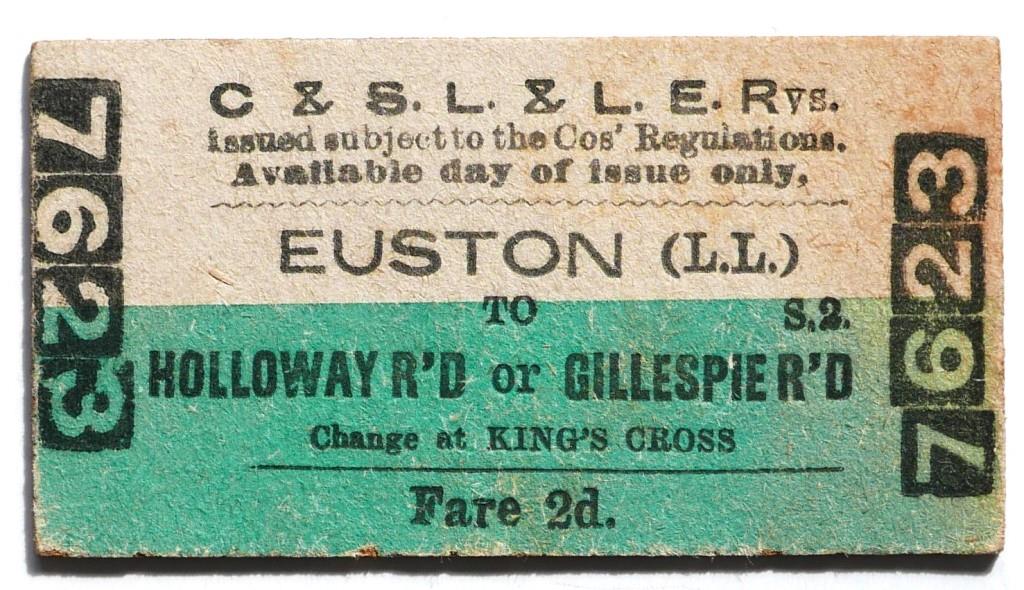 7623
C & S. L. & L. E. Rys.
Issued subject to the Cos' Regulations.
Available day of issue only,
EUSTON (L.L.)
TO S.2.
HOLLOWAY R'D or GILLESPIE R'D
Change at KING'S CROSS
Fare 2d.
7623